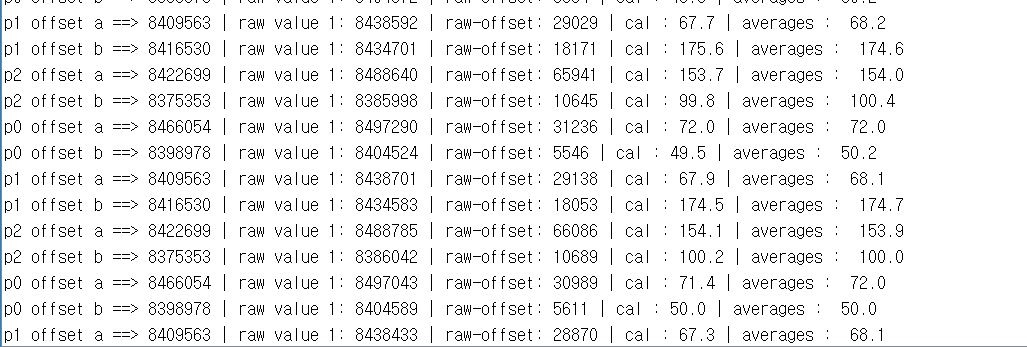 p1 offset a ==> 8409563 | raw value 1: 8438592 | raw-offset: 29029 | cal : 67.7 | averages :  68.2
p1 offset b ==> 8416530 | raw value 1: 8434701 | raw-offset: 18171 | cal : 175.6 | averages :  174.6
p2 offset a ==> 8422699 | raw value 1: 8488640 | raw-offset: 65941 | cal : 153.7 | averages :  154.0
p2 offset b ==> 8375353 | raw value 1: 8385998 | raw-offset: 10645 | cal : 99.8 | averages :  100.4
p0 offset a ==> 8466054 | raw value 1: 8497290 | raw-offset: 31236 | cal : 72.0 | averages :  72.0
p0 offset b ==> 8398978 | raw value 1: 8404524 | raw-offset: 5546 | cal : 49.5 | averages :  50.2
p1 offset a ==> 8409563 | raw value 1: 8438701 | raw-offset: 29138 | cal : 67.9 | averages :  68.1
p1 offset b ==> 8416530 | raw value 1: 8434583 | raw-offset: 18053 | cal : 174.5 | averages :  174.7
p2 offset a ==> 8422699 | raw value 1: 8488785 | raw-offset: 66086 | cal : 154.1 | averages :  153.9
p2 offset b ==> 8375353 | raw value 1: 8386042 | raw-offset: 10689 | cal : 100.2 | averages :  100.0
p0 offset a ==> 8466054 | raw value 1: 8497043 | raw-offset: 30989 | cal : 71.4 | averages :  72.0
p0 offset b ==> 8398978 | raw value 1: 8404589 | raw-offset: 5611 | cal : 50.0 | averages :  50.0
p1 offset a ==> 8409563 | raw value 1: 8438433 | raw-offset: 28870 | cal : 67.3 | averages :  68.1